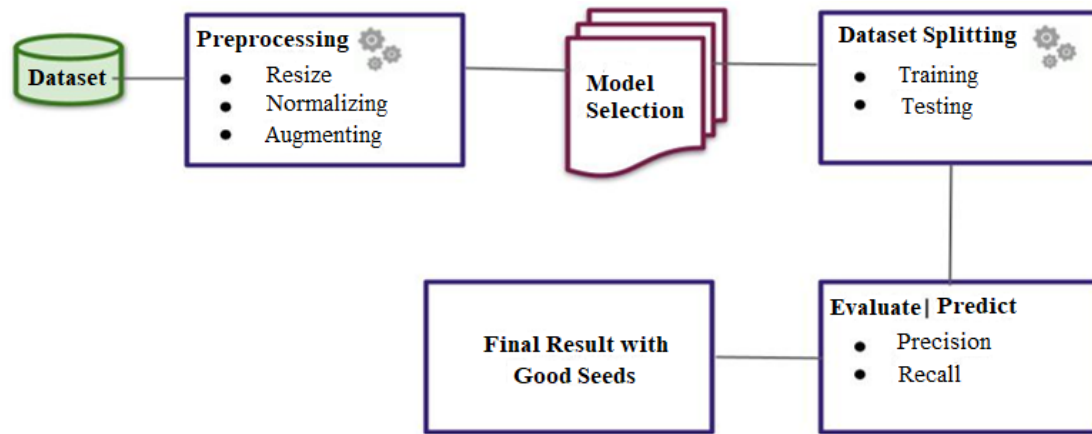 Dataset
Preprocessing
Resize
Normalizing
Augmenting
Model
Selection
Dataset Splitting
Training
Testing
Evaluate| Predict
Precision
Recall
Final Result with
Good Seeds